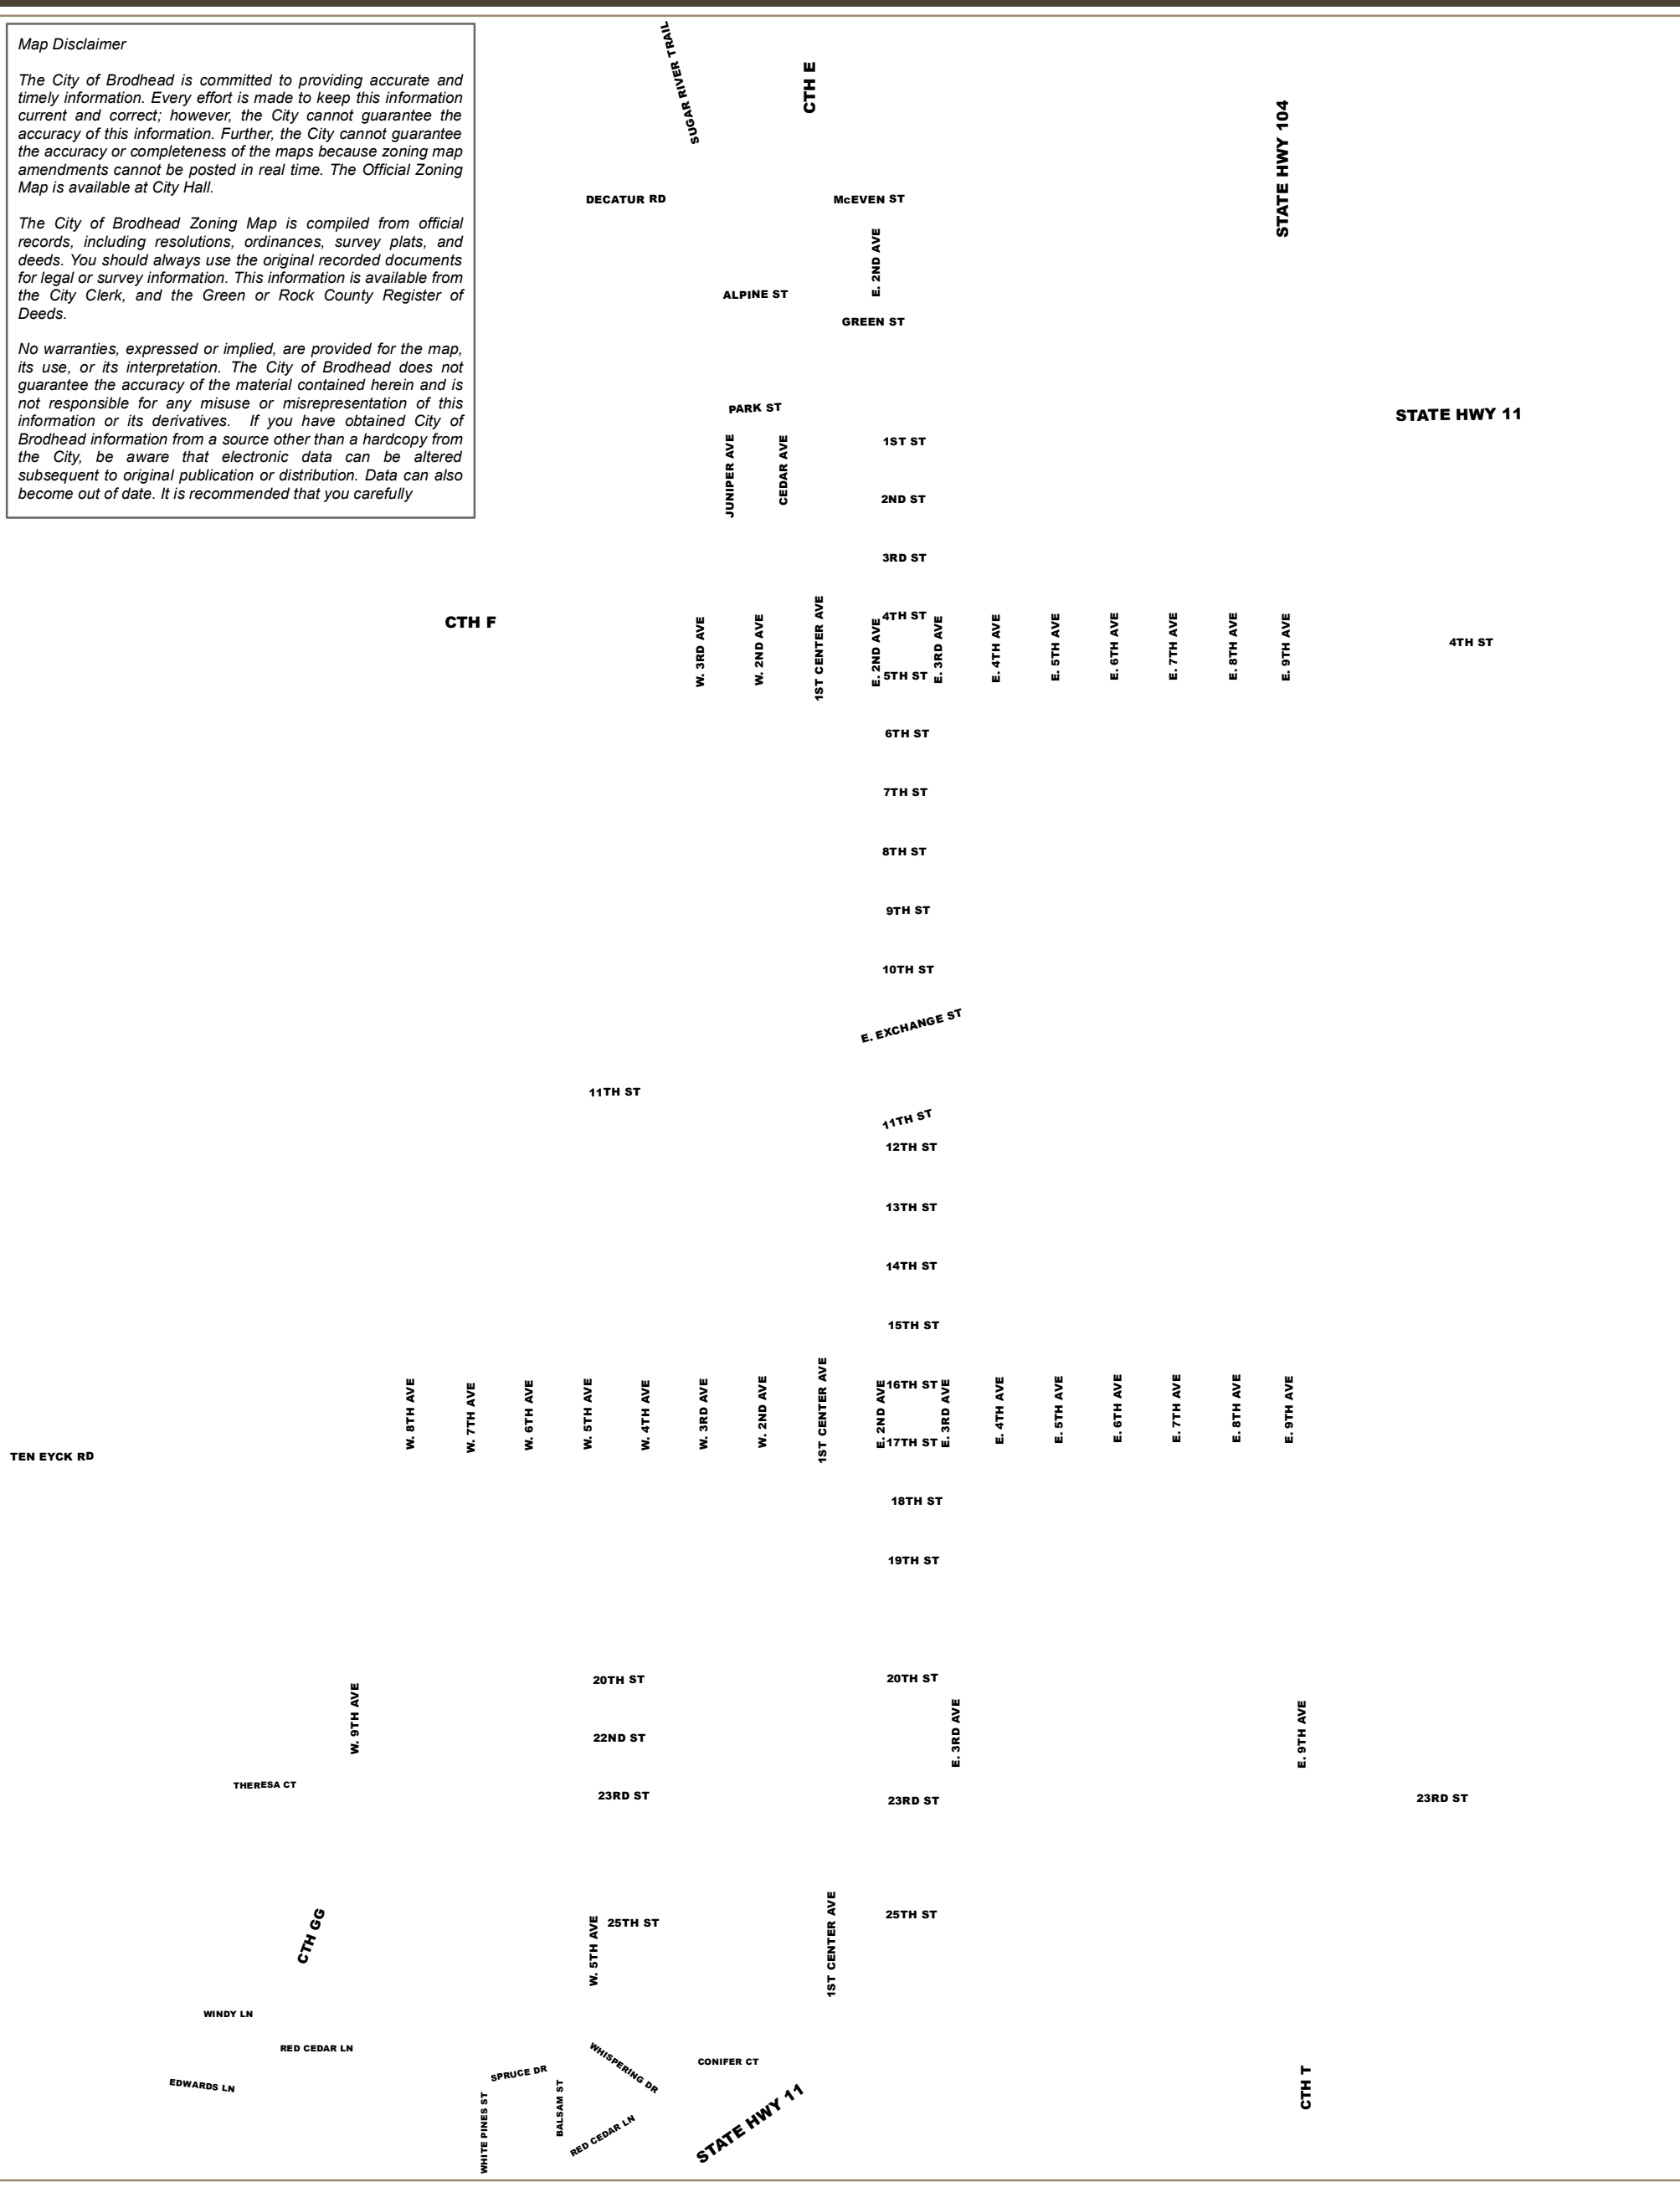 Map Disclaimer
The City of Brodhead is committed to providing accurate and
timely information. Every effort is made to keep this information
current and correct; however, the City cannot guarantee the
accuracy of this information. Further, the City cannot guarantee
the accuracy or completeness of the maps because zoning map
amendments cannot be posted in real time. The Official Zoning
Map is available at City Hall.
The City of Brodhead Zoning Map is compiled from official
records, including resolutions, ordinances, survey plats, and
deeds. You should always use the original recorded documents
for legal or survey information. This information is available from
the City Clerk, and the Green or Rock County Register of
Deeds.
No warranties, expressed or implied, are provided for the map,
its use, or its interpretation. The City of Brodhead does not
guarantee the accuracy of the material contained herein and is
not responsible for any misuse or misrepresentation of this
information or its derivatives. If you have obtained City of
Brodhead information from a source other than a hardcopy from
the City, be aware that electronic data can be altered
subsequent to original publication or distribution. Data can also
become out of date. It is recommended that you carefully
SUGAR RIVER TRAIL
CTH E
STATE HWY 104
DECATUR RD
McEVEN ST
E. 2ND AVE
ALPINE ST
GREEN ST
PARK ST
STATE HWY 11
JUNIPER AVE
CEDAR AVE
1ST ST
2ND ST
3RD ST
CTH F
W. 3RD AVE
W. 2ND AVE
1ST CENTER AVE
E. 2ND AVE
4TH ST
E. 3RD AVE
E. 4TH AVE
E. 5TH AVE
E. 6TH AVE
E. 7TH AVE
E. 8TH AVE
E. 9TH AVE
4TH ST
5TH ST
6TH ST
7TH ST
8TH ST
9TH ST
10TH ST
E. EXCHANGE ST
11TH ST
11TH ST
12TH ST
13TH ST
14TH ST
15TH ST
W. 8TH AVE
W. 7TH AVE
W. 6TH AVE
W. 5TH AVE
W. 4TH AVE
W. 3RD AVE
W. 2ND AVE
1ST CENTER AVE
E. 2ND AVE
16TH ST
E. 3RD AVE
E. 4TH AVE
E. 5TH AVE
E. 6TH AVE
E. 7TH AVE
E. 8TH AVE
E. 9TH AVE
17TH ST
TEN EYCK RD
18TH ST
19TH ST
20TH ST
20TH ST
W. 9TH AVE
22ND ST
E. 3RD AVE
E. 9TH AVE
THERESA CT
23RD ST
23RD ST
23RD ST
CTH GG
W. 5TH AVE
25TH ST
1ST CENTER AVE
25TH ST
WINDY LN
RED CEDAR LN
EDWARDS LN
SPRUCE DR
WHISPERING DR
CONIFER CT
WHITE PINES ST
BALSAM ST
RED CEDAR LN
STATE HWY 11
CTH T